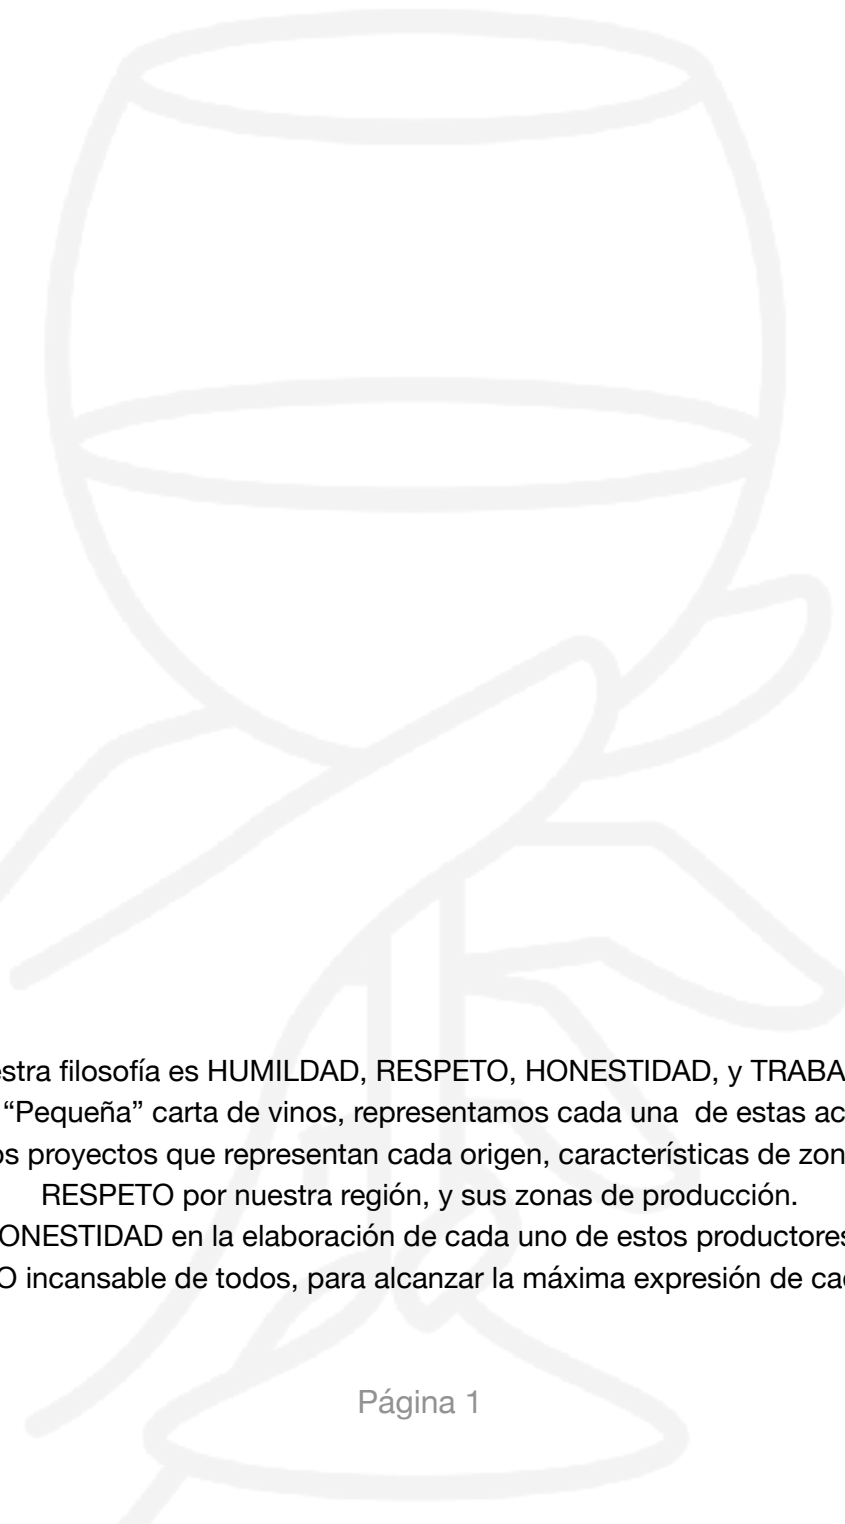 estra filosofía es HUMILDAD, RESPETO, HONESTIDAD, y TRABA
“Pequeña” carta de vinos, representamos cada una  de estas ac
os proyectos que representan cada origen, características de zon
RESPETO por nuestra región, y sus zonas de producción.
ONESTIDAD en la elaboración de cada uno de estos productores
O incansable de todos, para alcanzar la máxima expresión de ca
Página 1